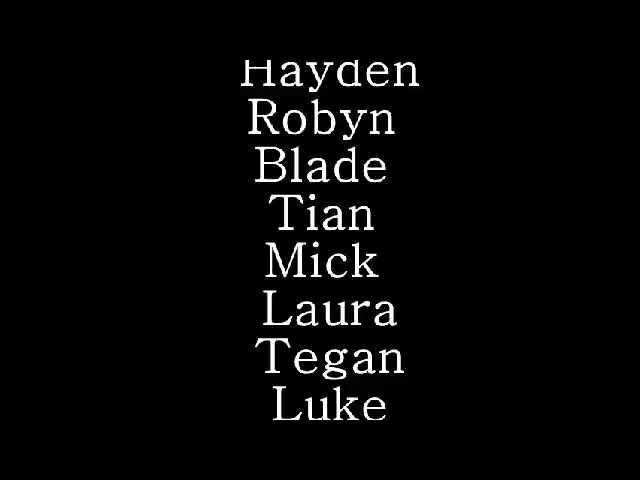 Hayden
Robyn
Blade
Tian
Mick
Laura
Tegan
Luke